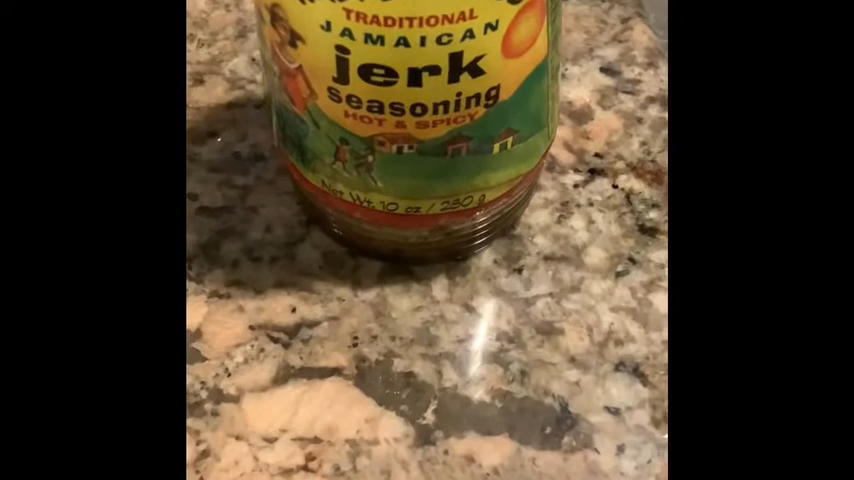 TRADITIONAL
JAMAICAN
jerk
seasoning
HOT & SPICY
Net Wt. 10 oz / 280 g